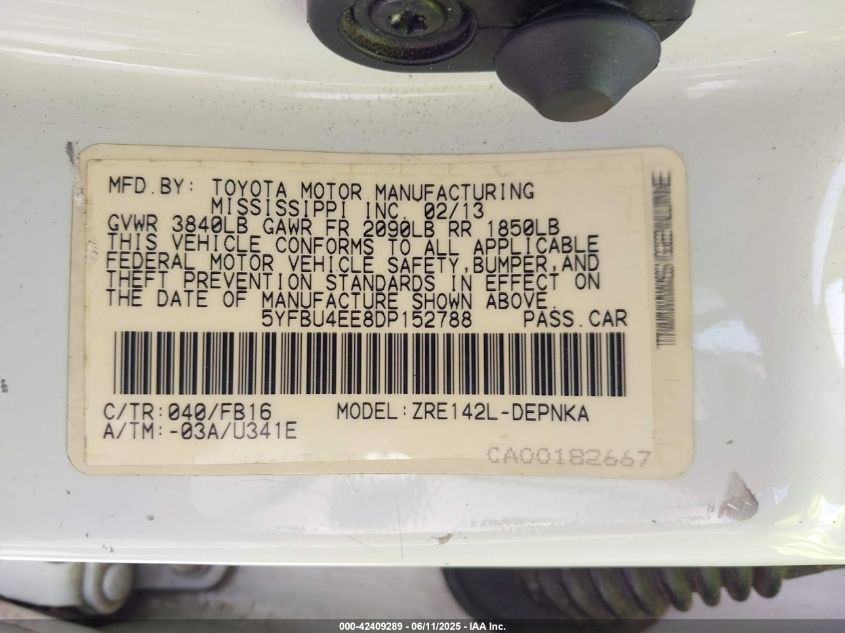 MFD.BY: TOYOTA MOTOR MANUFACTURING
MISSISSIPPI INC. 02/13
GVWR 3840LB GAWR FR 2090LB RR 1850LB
THIS VEHICLE CONFORMS TO ALL APPLICABLE
FEDERAL MOTOR VEHICLE SAFETY,BUMPER,AND
THEFT PREVENTION STANDARDS IN EFFECT ON
THE DATE OF MANUFACTURE SHOWN ABOVE.
5YFBU4EE8DP152788 PASS.CAR
C/TR:040/FB16 MODEL:ZRE142L-DEPNKA
A/TM:-03A/U341E
CA00182667
000-42409289 - 06/11/2025 - IAA Inc.